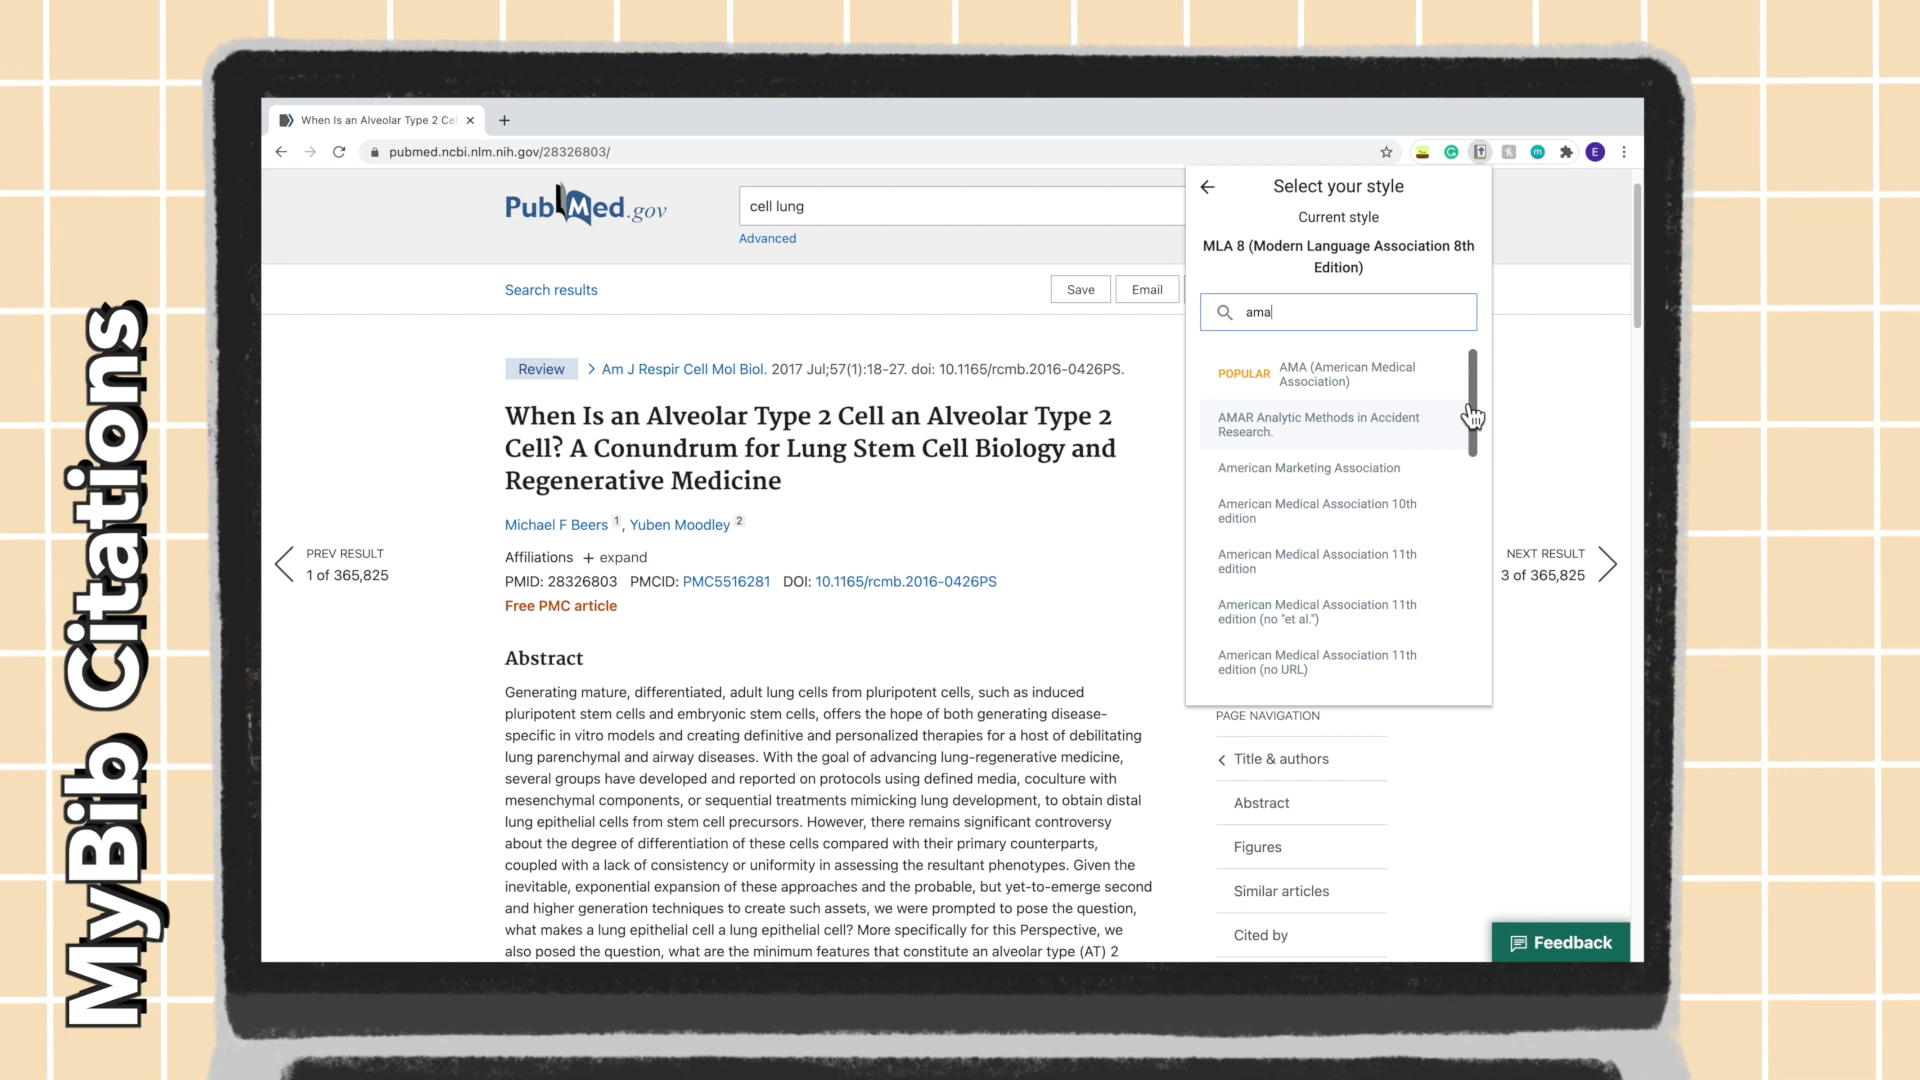 MyBib Citations
When Is an Alveolar Type 2 Ce
pubmed.ncbi.nlm.nih.gov/28326803/
E
PubMed.gov
cell lung
Advanced
Search results
Save
Email
Select your style
Current style
MLA 8 (Modern Language Association 8th
Edition)
ama
POPULAR
AMA (American Medical
Association)
AMAR Analytic Methods in Accident
Research.
American Marketing Association
American Medical Association 10th
edition
American Medical Association 11th
edition
American Medical Association 11th
edition (no "et al.")
American Medical Association 11th
edition (no URL)
Review
Am J Respir Cell Mol Biol. 2017 Jul;57(1):18-27. doi: 10.1165/rcmb.2016-0426PS.
When Is an Alveolar Type 2 Cell an Alveolar Type 2
Cell? A Conundrum for Lung Stem Cell Biology and
Regenerative Medicine
Michael F Beers 1, Yuben Moodley 2
Affiliations + expand
PMID: 28326803 PMCID: PMC5516281 DOI: 10.1165/rcmb.2016-0426PS
Free PMC article
PREV RESULT
1 of 365,825
NEXT RESULT
3 of 365,825
Abstract
Generating mature, differentiated, adult lung cells from pluripotent cells, such as induced
pluripotent stem cells and embryonic stem cells, offers the hope of both generating disease-
specific in vitro models and creating definitive and personalized therapies for a host of debilitating
lung parenchymal and airway diseases. With the goal of advancing lung-regenerative medicine,
several groups have developed and reported on protocols using defined media, coculture with
mesenchymal components, or sequential treatments mimicking lung development, to obtain distal
lung epithelial cells from stem cell precursors. However, there remains significant controversy
about the degree of differentiation of these cells compared with their primary counterparts,
coupled with a lack of consistency or uniformity in assessing the resultant phenotypes. Given the
inevitable, exponential expansion of these approaches and the probable, but yet-to-emerge second
and higher generation techniques to create such assets, we were prompted to pose the question,
what makes a lung epithelial cell a lung epithelial cell? More specifically for this Perspective, we
also posed the question, what are the minimum features that constitute an alveolar type (AT) 2
PAGE NAVIGATION
Title & authors
Abstract
Figures
Similar articles
Cited by
Feedback